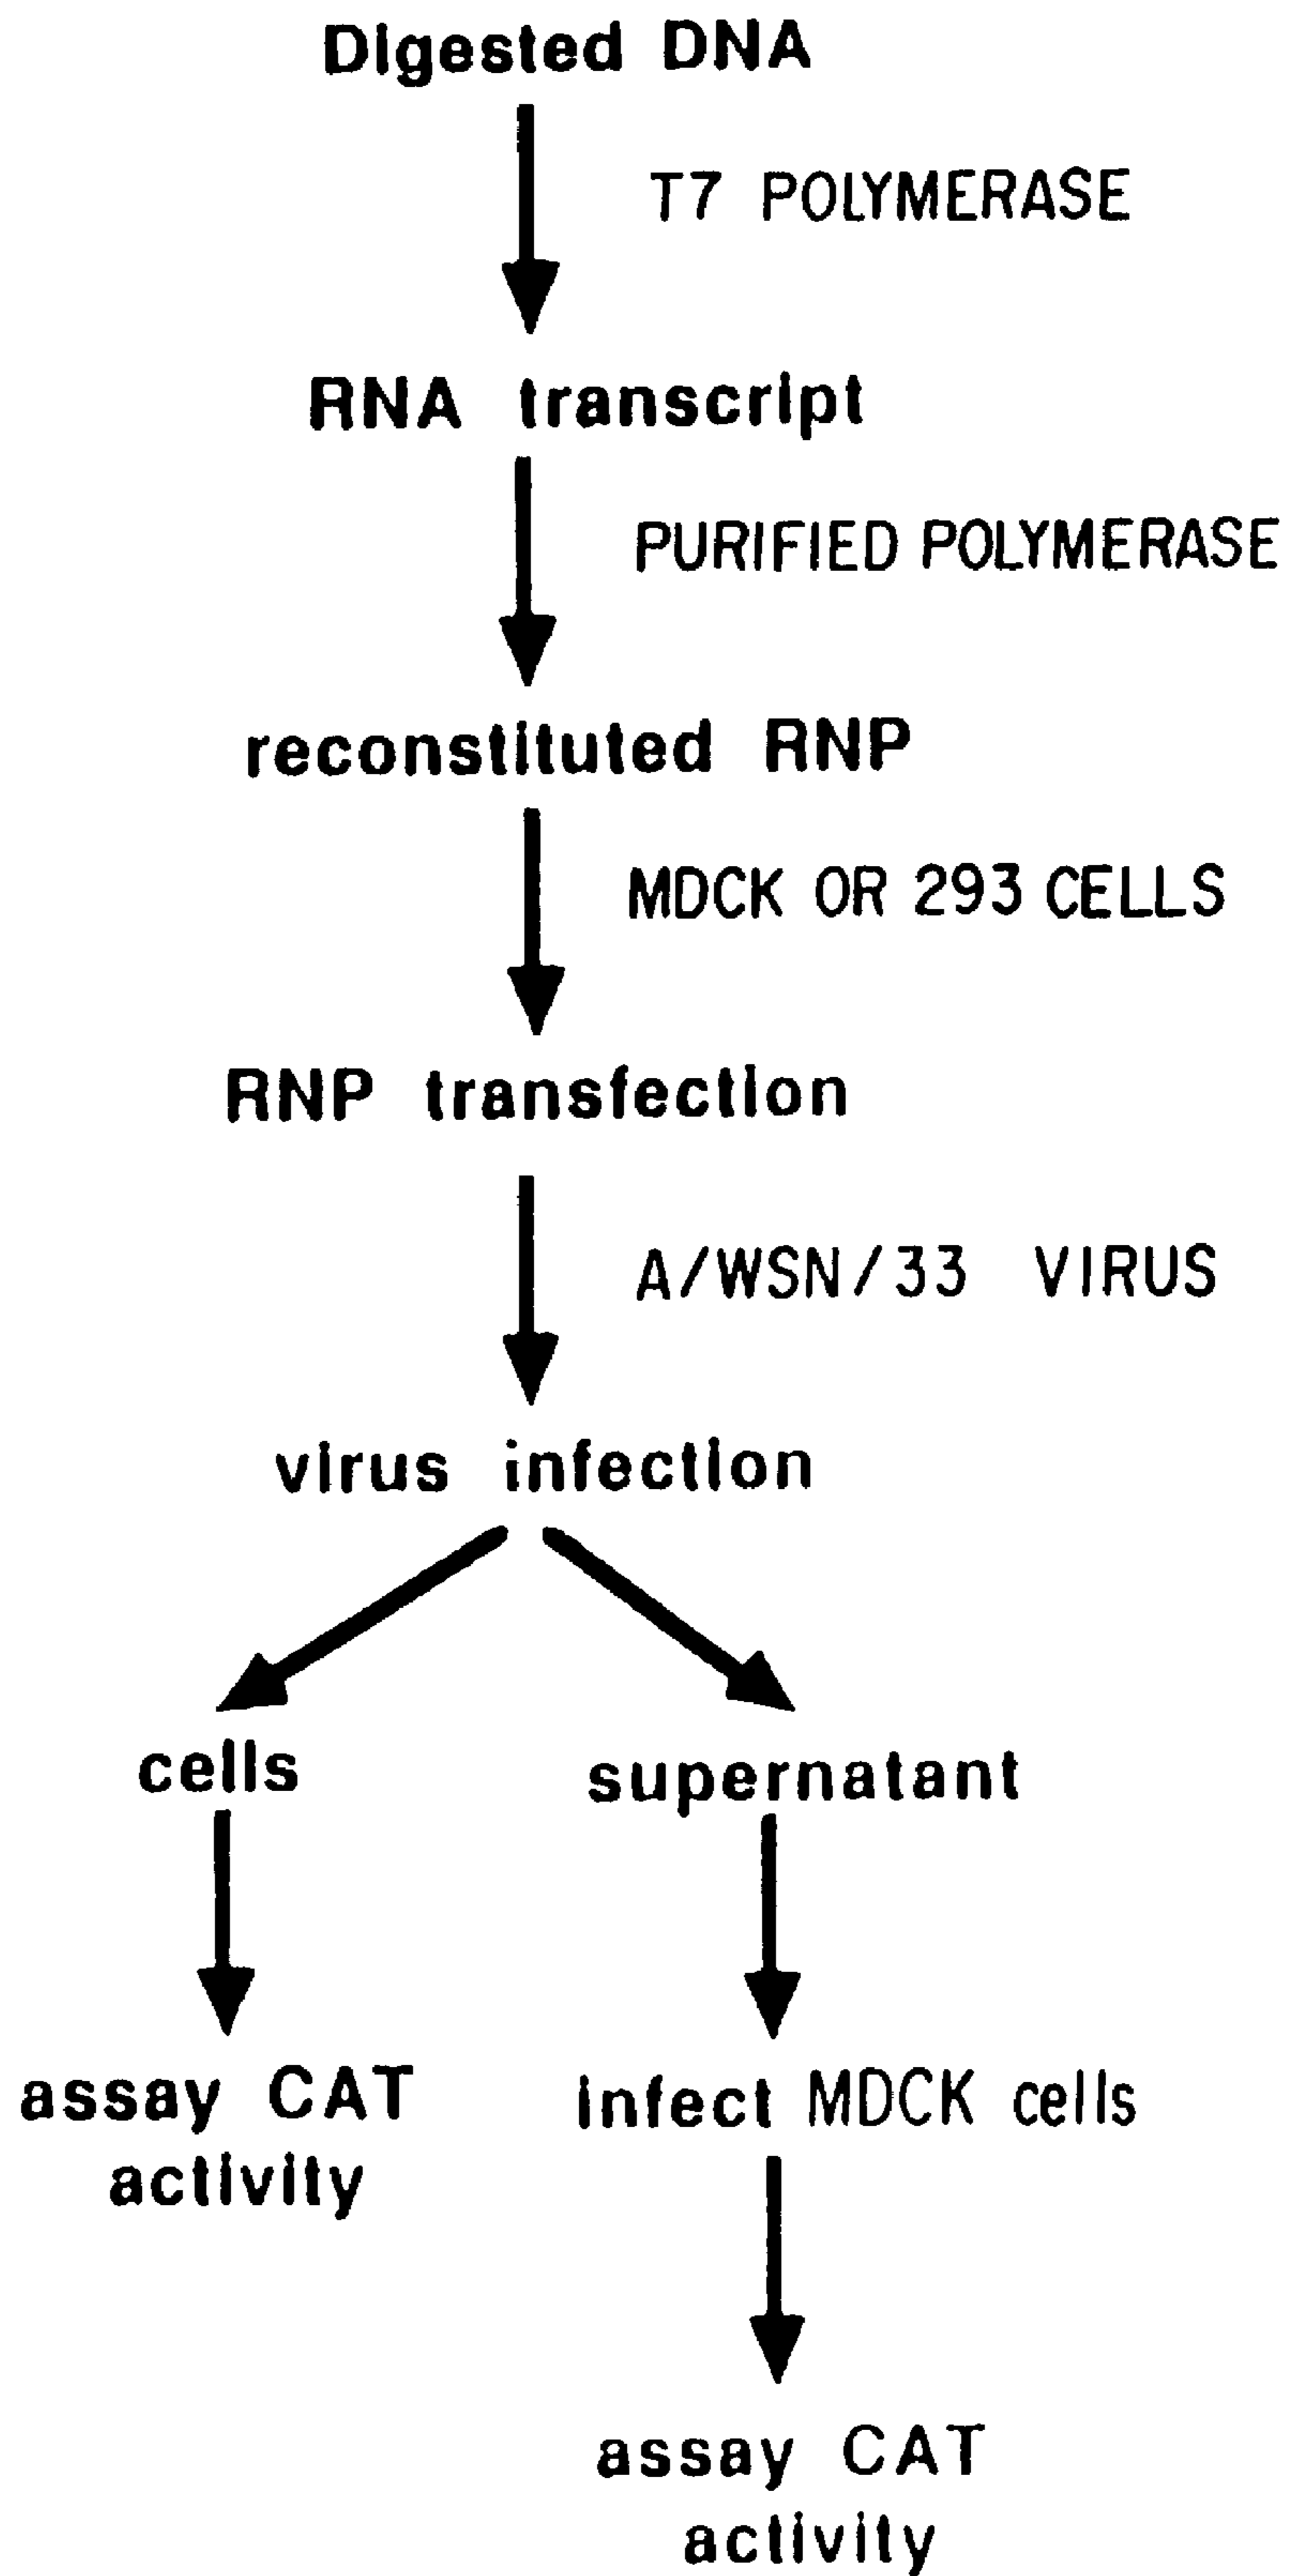 Digested DNA
T7 POLYMERASE
RNA transcript
PURIFIED POLYMERASE
reconstituted RNP
MDCK OR 293 CELLS
RNP transfection
A/WSN/33 VIRUS
virus infection
cells
supernatant
assay CAT
activity
infect MDCK cells
assay CAT
activity